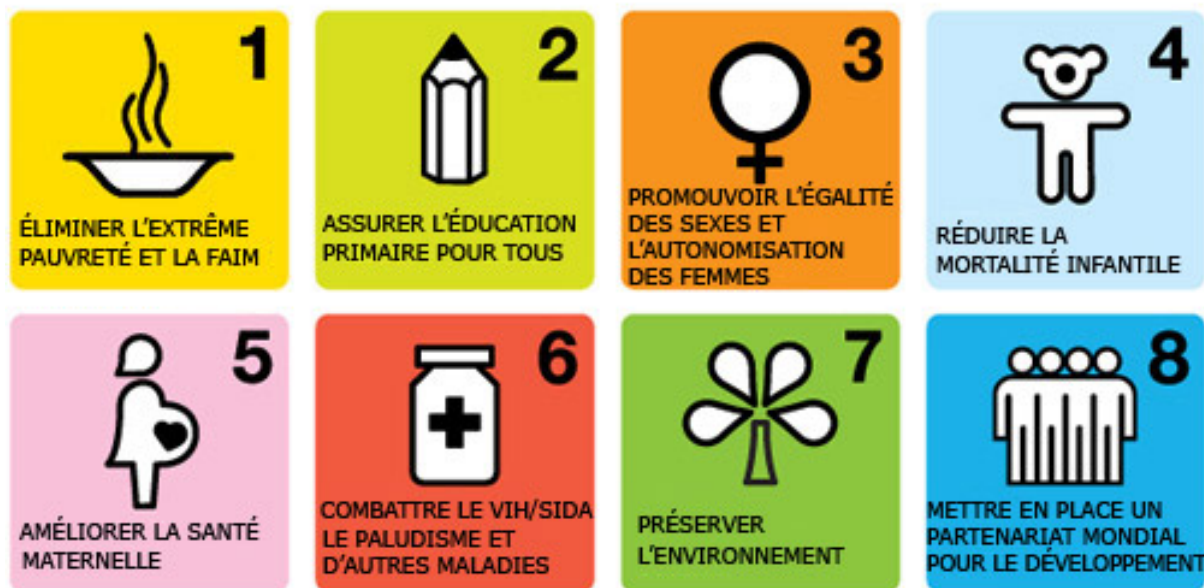 1
ÉLIMINER L'EXTRÊME
PAUVRETÉ ET LA FAIM
2
ASSURER L'ÉDUCATION
PRIMAIRE POUR TOUS
3
PROMOUVOIR L'ÉGALITÉ
DES SEXES ET
L'AUTONOMISATION
DES FEMMES
4
RÉDUIRE LA
MORTALITÉ INFANTILE
5
AMÉLIORER LA SANTÉ
MATERNELLE
6
COMBATTRE LE VIH/SIDA
LE PALUDISME ET
D'AUTRES MALADIES
7
PRÉSERVER
L'ENVIRONNEMENT
8
METTRE EN PLACE UN
PARTENARIAT MONDIAL
POUR LE DÉVELOPPEMENT